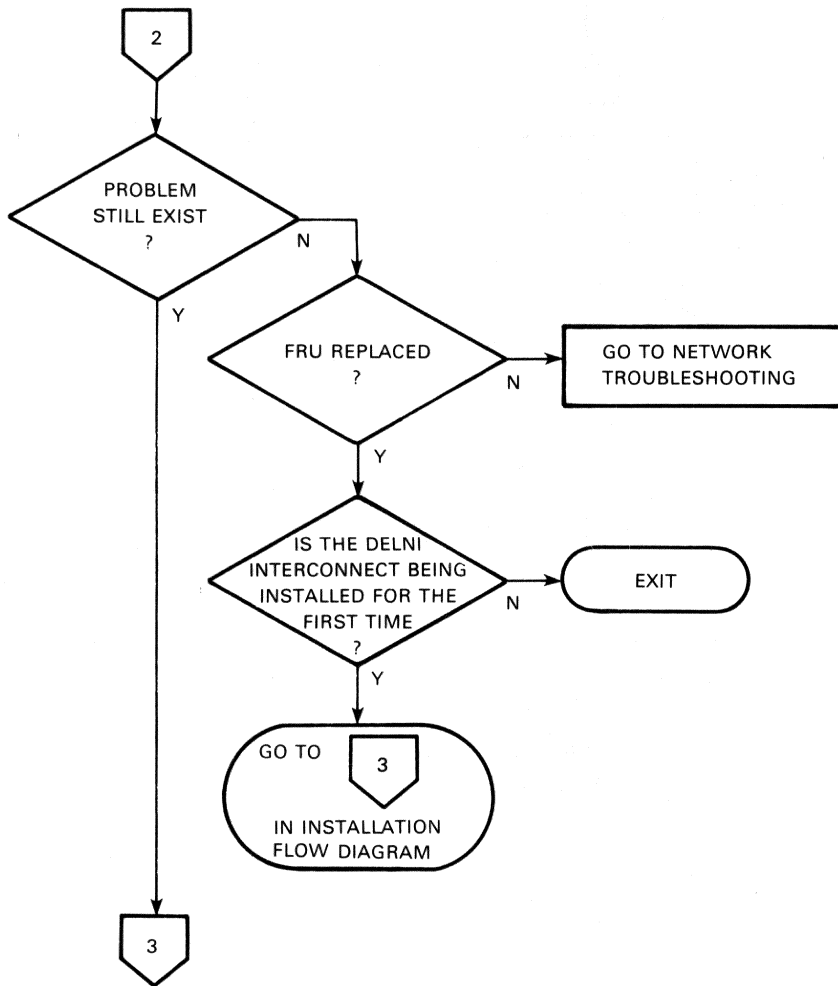 2
PROBLEM
STILL EXIST
?
N
Y
FRU REPLACED
?
N
GO TO NETWORK
TROUBLESHOOTING
Y
IS THE DELNI
INTERCONNECT BEING
INSTALLED FOR THE
FIRST TIME
?
N
EXIT
Y
GO TO
3
IN INSTALLATION
FLOW DIAGRAM
3